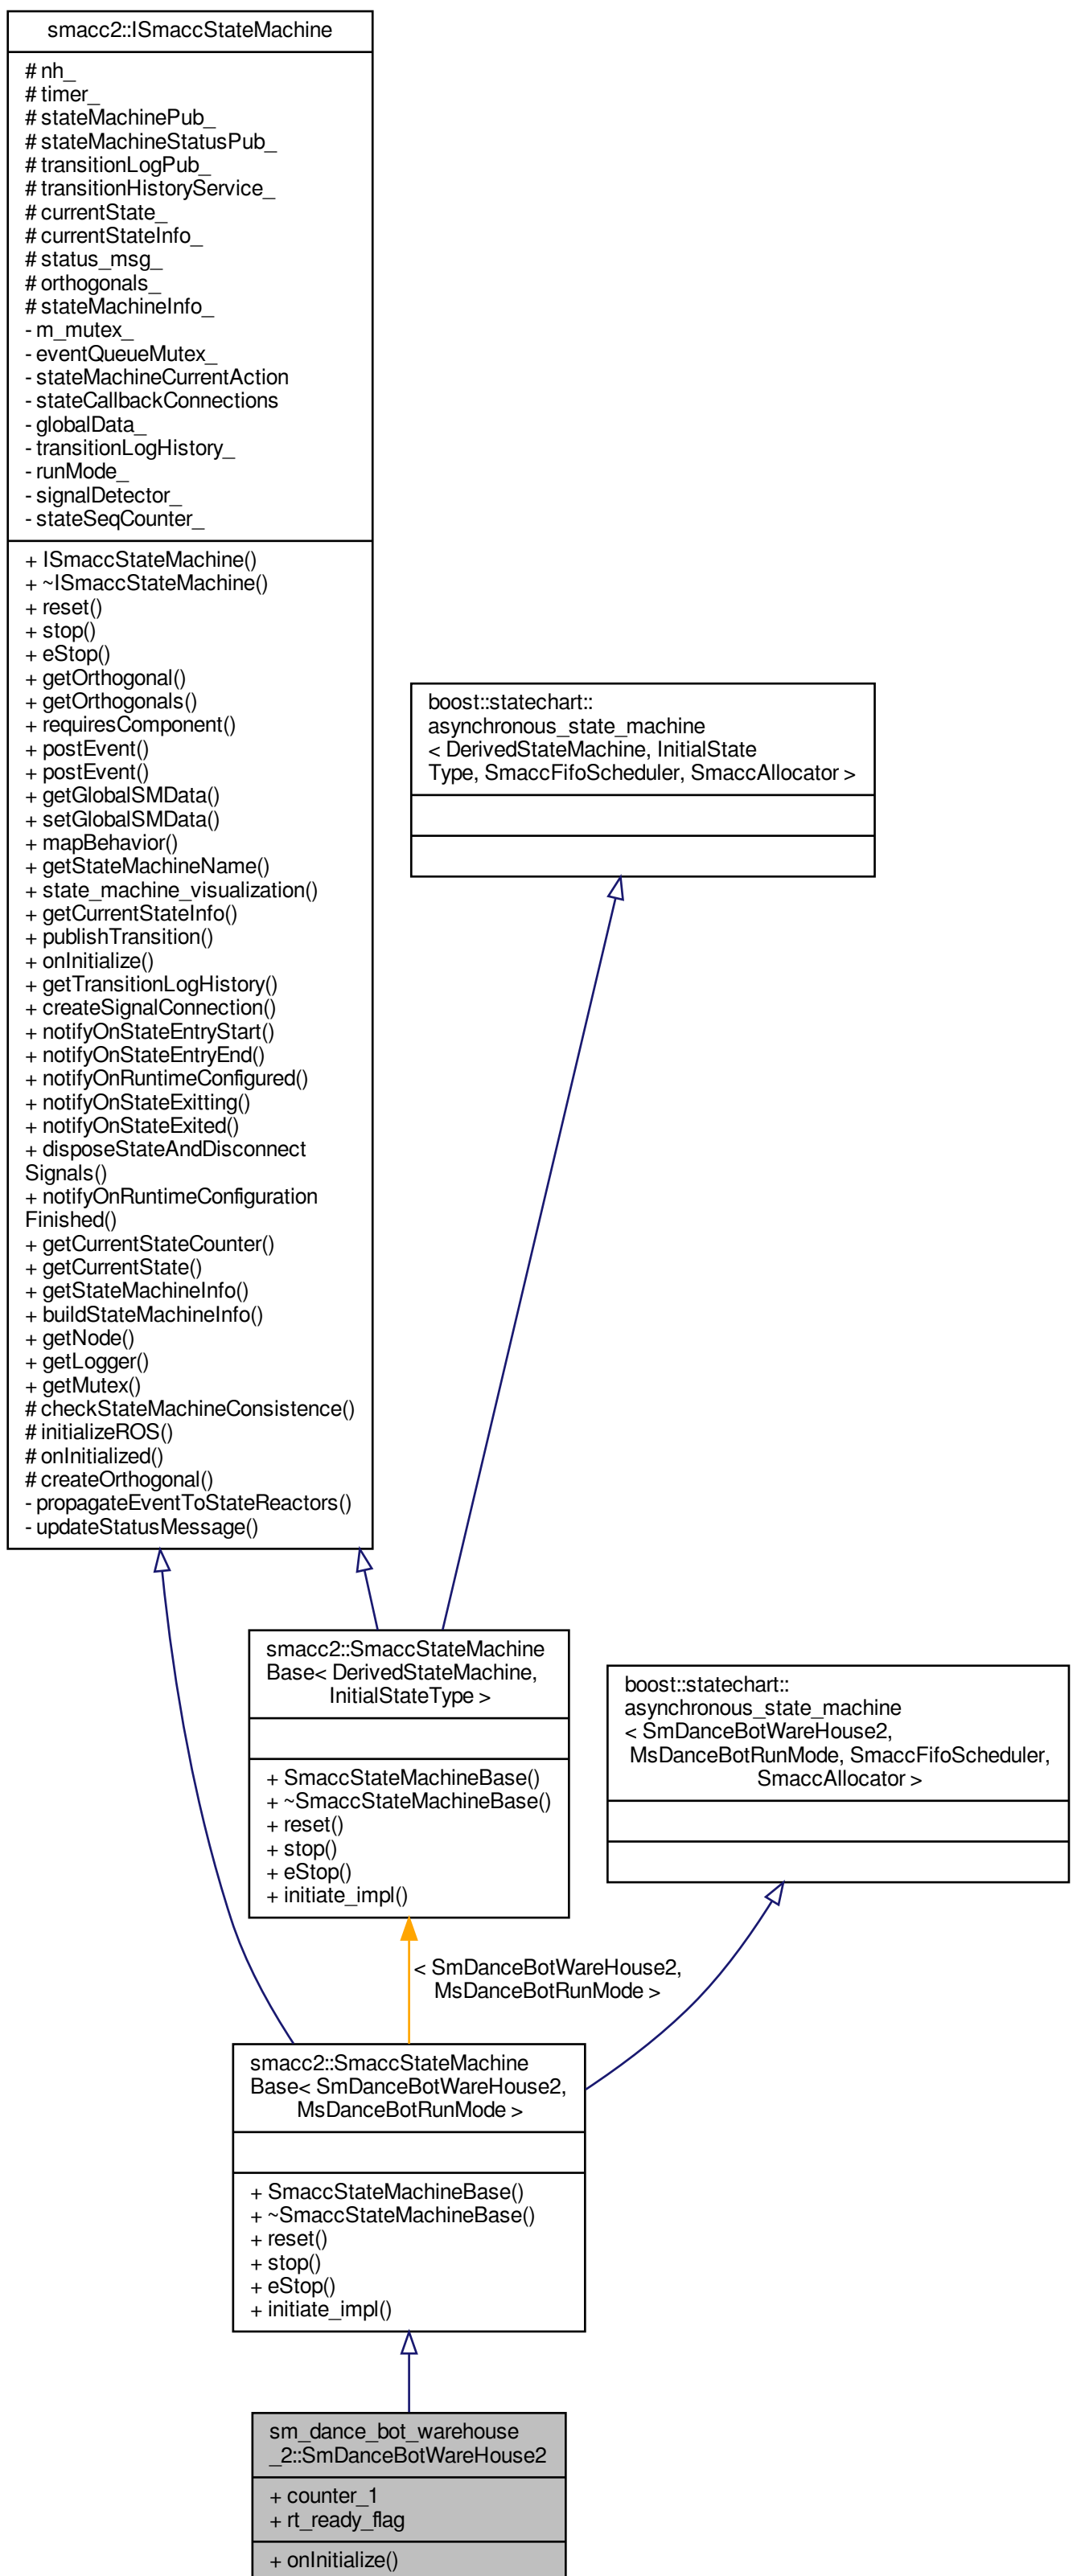 smacc2::ISmaccStateMachine
# nh_
# timer_
# stateMachinePub_
# stateMachineStatusPub_
# transitionLogPub_
# transitionHistoryService_
# currentState_
# currentStateInfo_
# status_msg_
# orthogonals_
# stateMachineInfo_
- m_mutex_
- eventQueueMutex_
- stateMachineCurrentAction
- stateCallbackConnections
- globalData_
- transitionLogHistory_
- runMode_
- signalDetector_
- stateSeqCounter_
+ ISmaccStateMachine()
+ ~ISmaccStateMachine()
+ reset()
+ stop()
+ eStop()
+ getOrthogonal()
+ getOrthogonals()
+ requiresComponent()
+ postEvent()
+ postEvent()
+ getGlobalSMData()
+ setGlobalSMData()
+ mapBehavior()
+ getStateMachineName()
+ state_machine_visualization()
+ getCurrentStateInfo()
+ publishTransition()
+ onInitialize()
+ getTransitionLogHistory()
+ createSignalConnection()
+ notifyOnStateEntryStart()
+ notifyOnStateEntryEnd()
+ notifyOnRuntimeConfigured()
+ notifyOnStateExitting()
+ notifyOnStateExited()
+ disposeStateAndDisconnect
Signals()
+ notifyOnRuntimeConfiguration
Finished()
+ getCurrentStateCounter()
+ getCurrentState()
+ getStateMachineInfo()
+ buildStateMachineInfo()
+ getNode()
+ getLogger()
+ getMutex()
# checkStateMachineConsistence()
# initializeROS()
# onInitialized()
# createOrthogonal()
- propagateEventToStateReactors()
- updateStatusMessage()
boost::statechart::
asynchronous_state_machine
< DerivedStateMachine, InitialState
Type, SmaccFifoScheduler, SmaccAllocator >
smacc2::SmaccStateMachine
Base< DerivedStateMachine,
InitialStateType >
+ SmaccStateMachineBase()
+ ~SmaccStateMachineBase()
+ reset()
+ stop()
+ eStop()
+ initiate_impl()
boost::statechart::
asynchronous_state_machine
< SmDanceBotWareHouse2,
MsDanceBotRunMode, SmaccFifoScheduler,
SmaccAllocator >
< SmDanceBotWareHouse2,
MsDanceBotRunMode >
smacc2::SmaccStateMachine
Base< SmDanceBotWareHouse2,
MsDanceBotRunMode >
+ SmaccStateMachineBase()
+ ~SmaccStateMachineBase()
+ reset()
+ stop()
+ eStop()
+ initiate_impl()
sm_dance_bot_warehouse
_2::SmDanceBotWareHouse2
+ counter_1
+ rt_ready_flag
+ onInitialize()